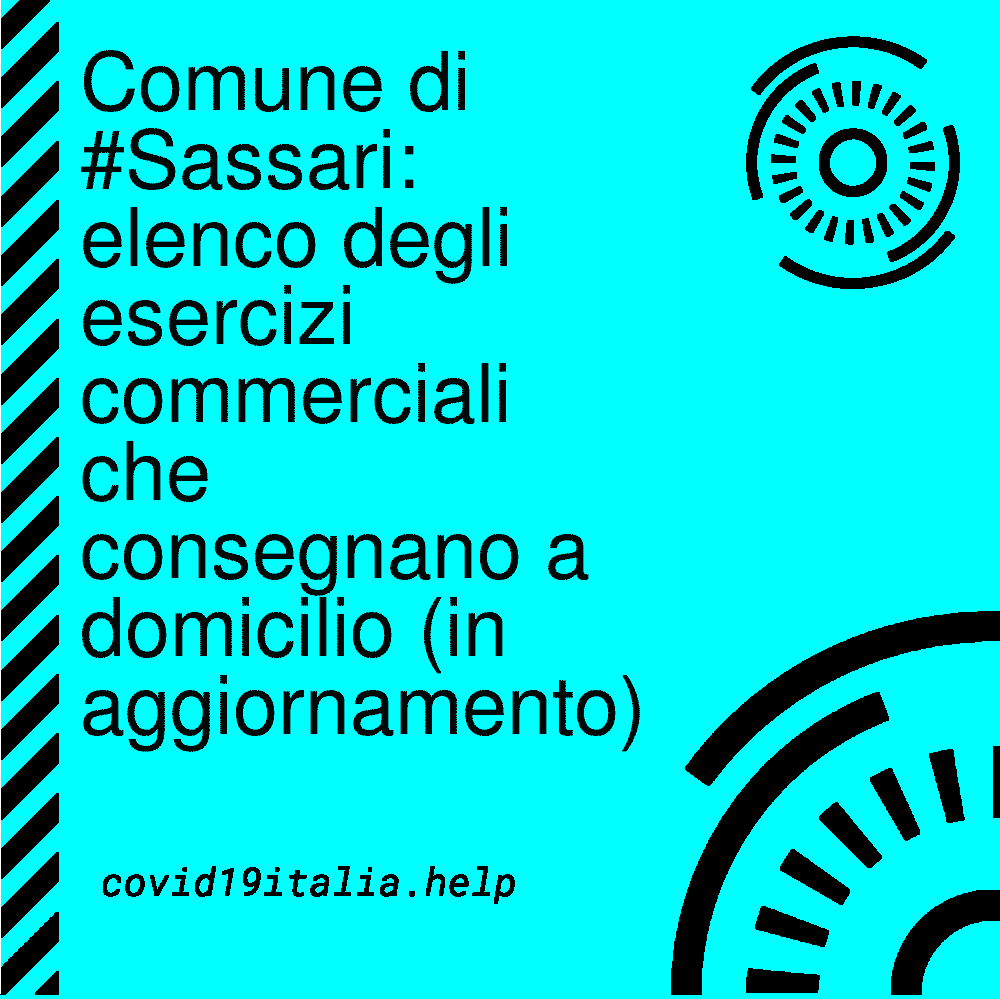 Comune di
#Sassari:
elenco degli
esercizi
commerciali
che
consegnano a
domicilio (in
aggiornamento)
covid19italia.help